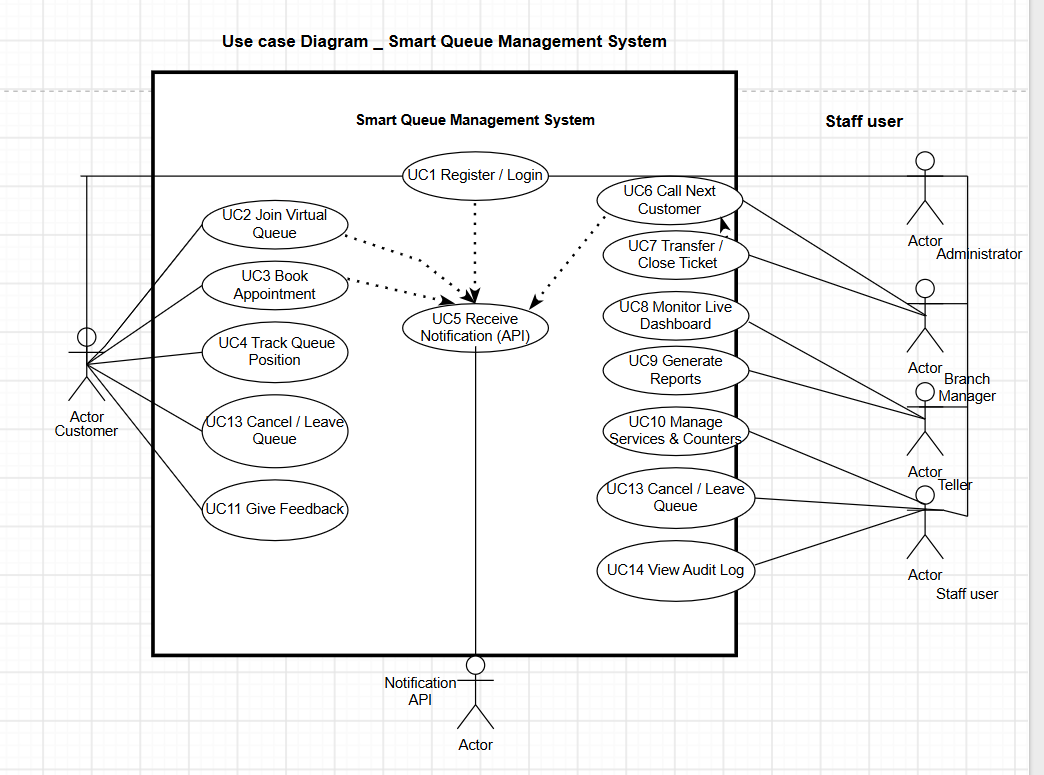 Use case Diagram _ Smart Queue Management System
Smart Queue Management System
Staff user
UC1 Register / Login
UC2 Join Virtual
Queue
UC3 Book
Appointment
UC4 Track Queue
Position
UC13 Cancel / Leave
Queue
UC11 Give Feedback
UC5 Receive
Notification (API)
UC6 Call Next
Customer
UC7 Transfer /
Close Ticket
UC8 Monitor Live
Dashboard
UC9 Generate
Reports
UC10 Manage
Services & Counters
UC13 Cancel / Leave
Queue
UC14 View Audit Log
Actor
Customer
Actor
Administrator
Actor
Branch
Manager
Actor
Teller
Actor
Staff user
Notification
API
Actor